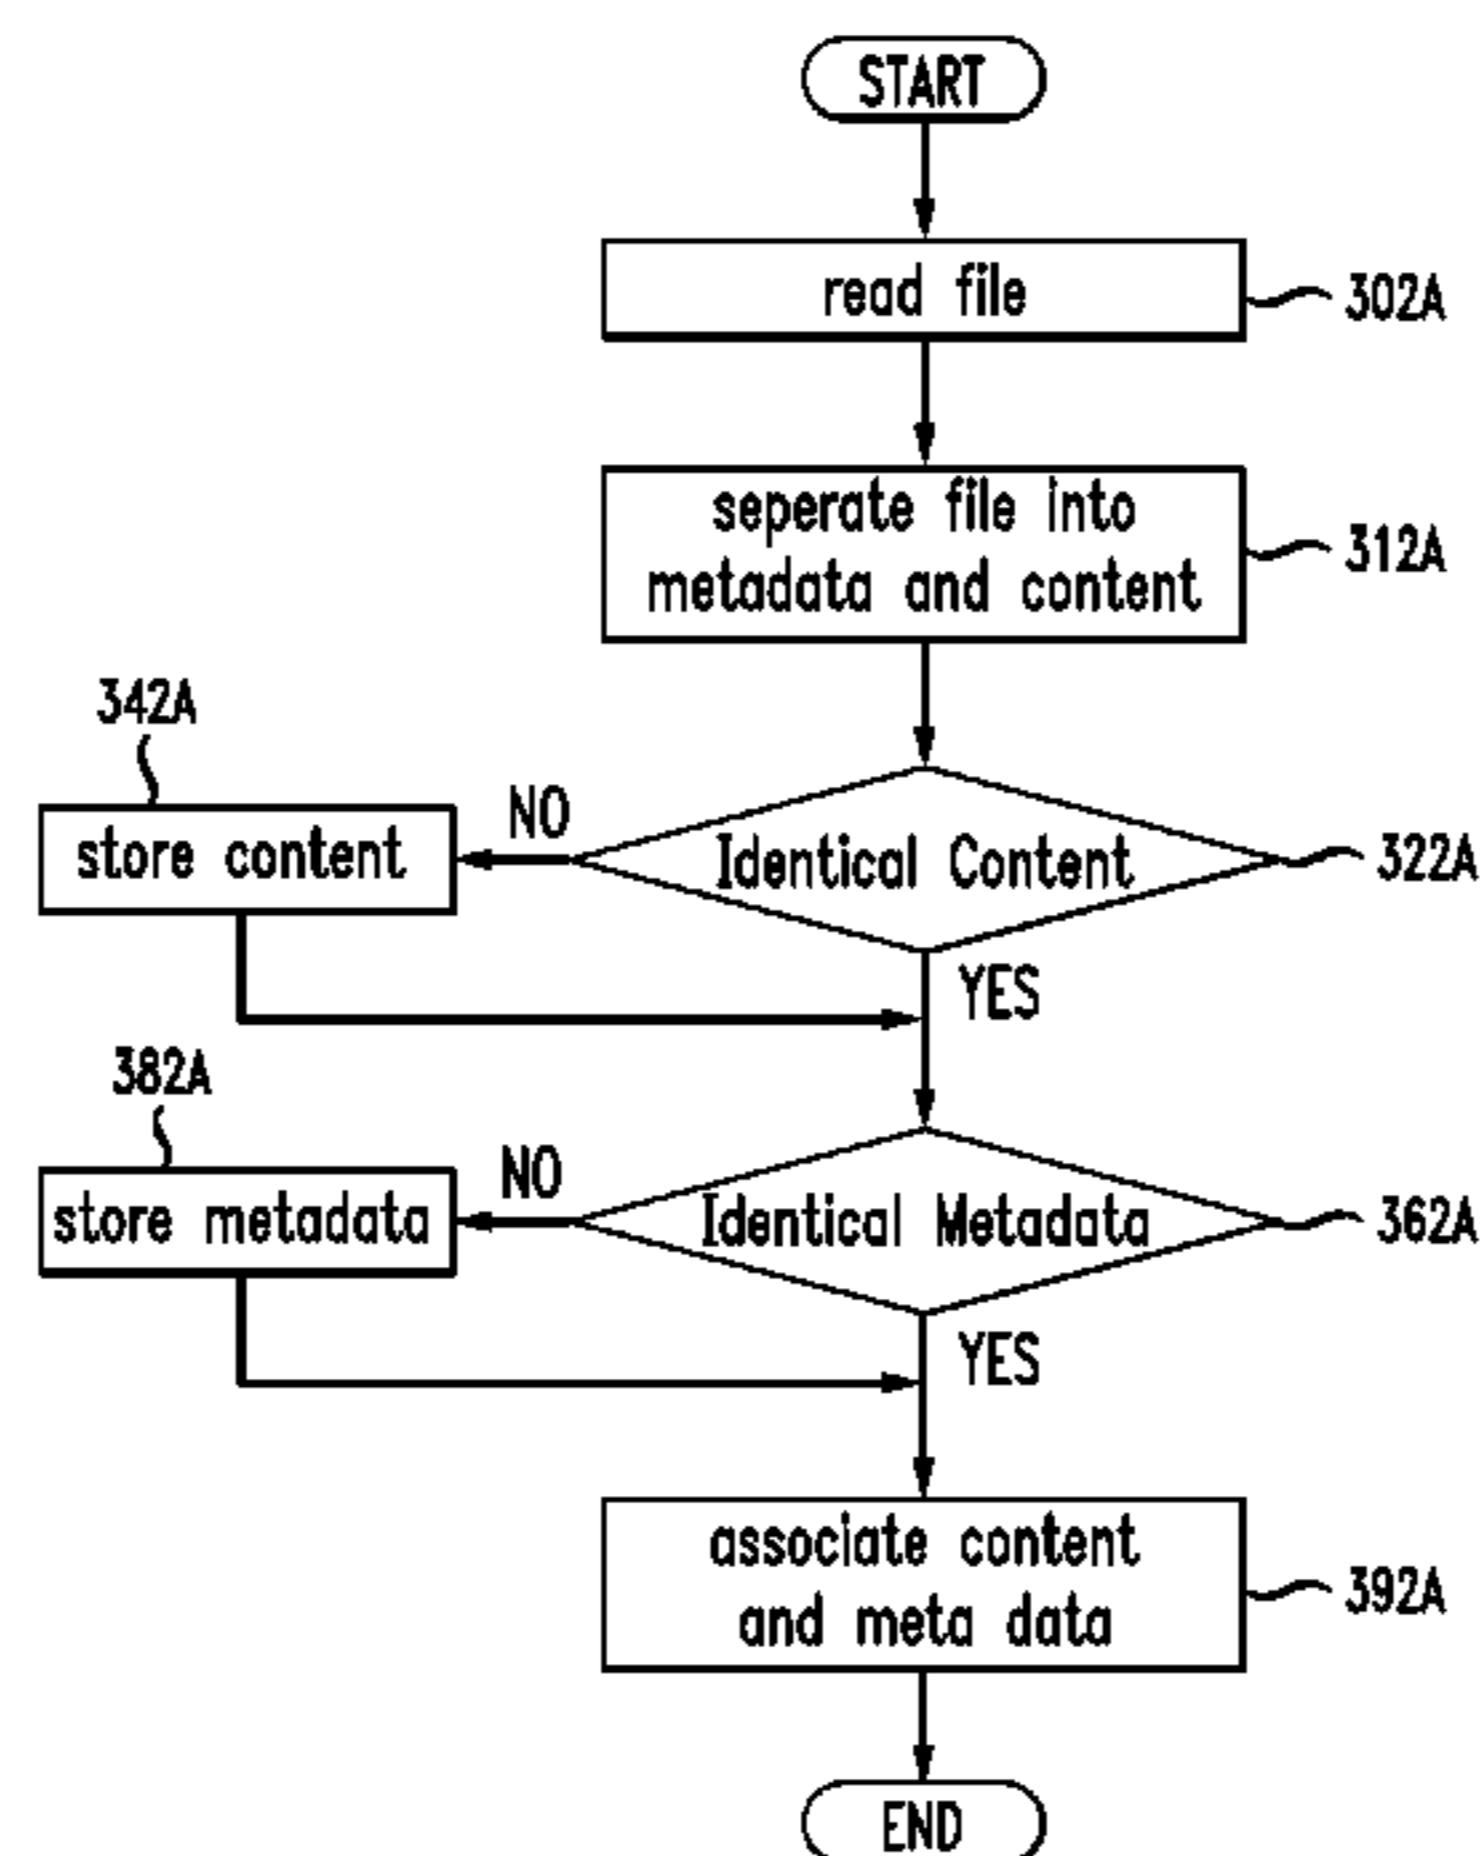 START
read file
302A
seperate file into
metadata and content
312A
342A
NO
store content
Identical Content
322A
YES
382A
NO
store metadata
Identical Metadata
362A
YES
associate content
and meta data
392A
END